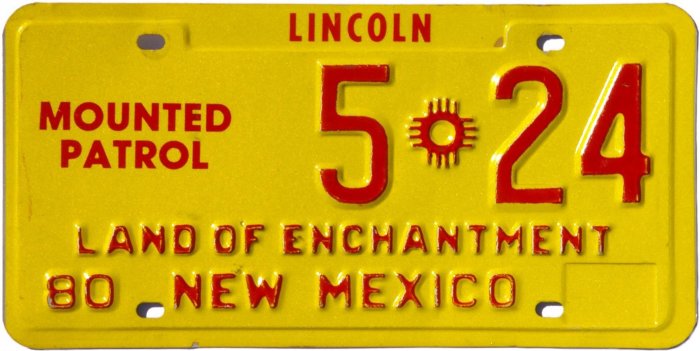 LINCOLN
MOUNTED
PATROL
5 24
LAND OF ENCHANTMENT
80 NEW MEXICO